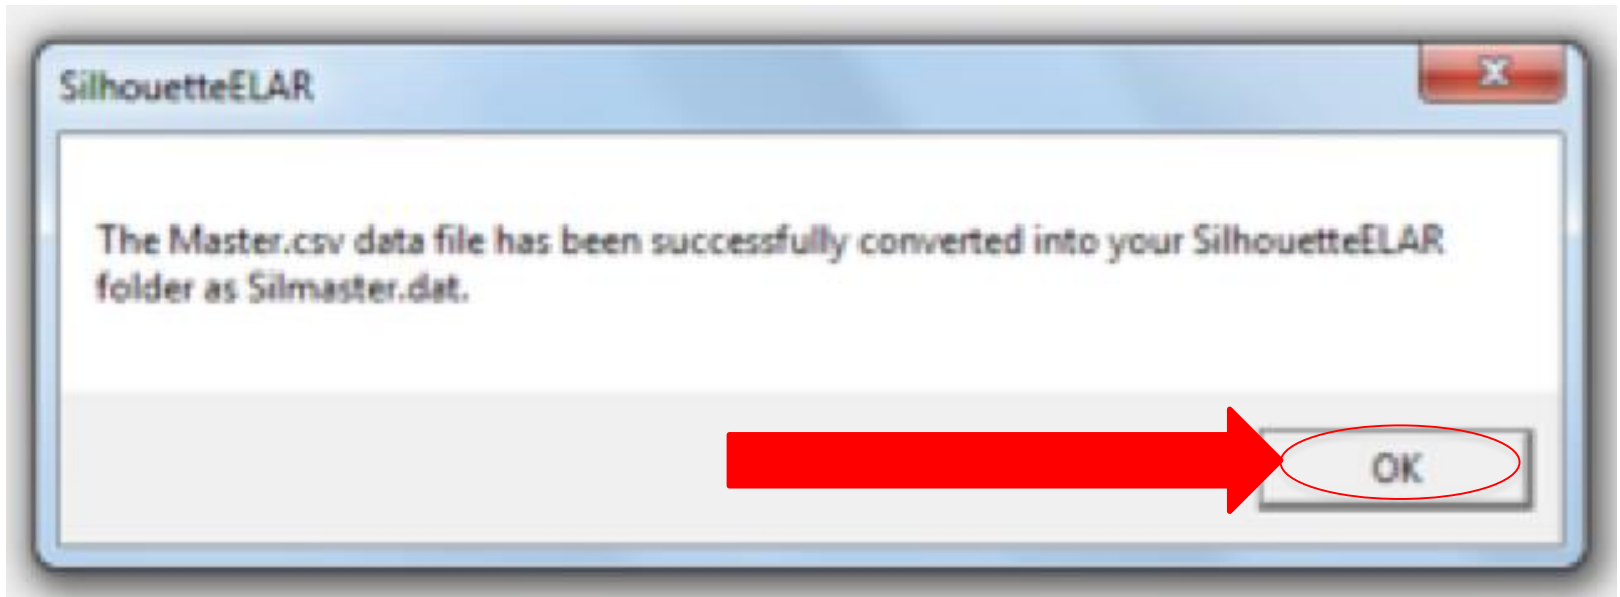 SilhouetteELAR
The Master.csv data file has been successfully converted into your SilhouetteELAR
folder as Silmaster.dat.
OK